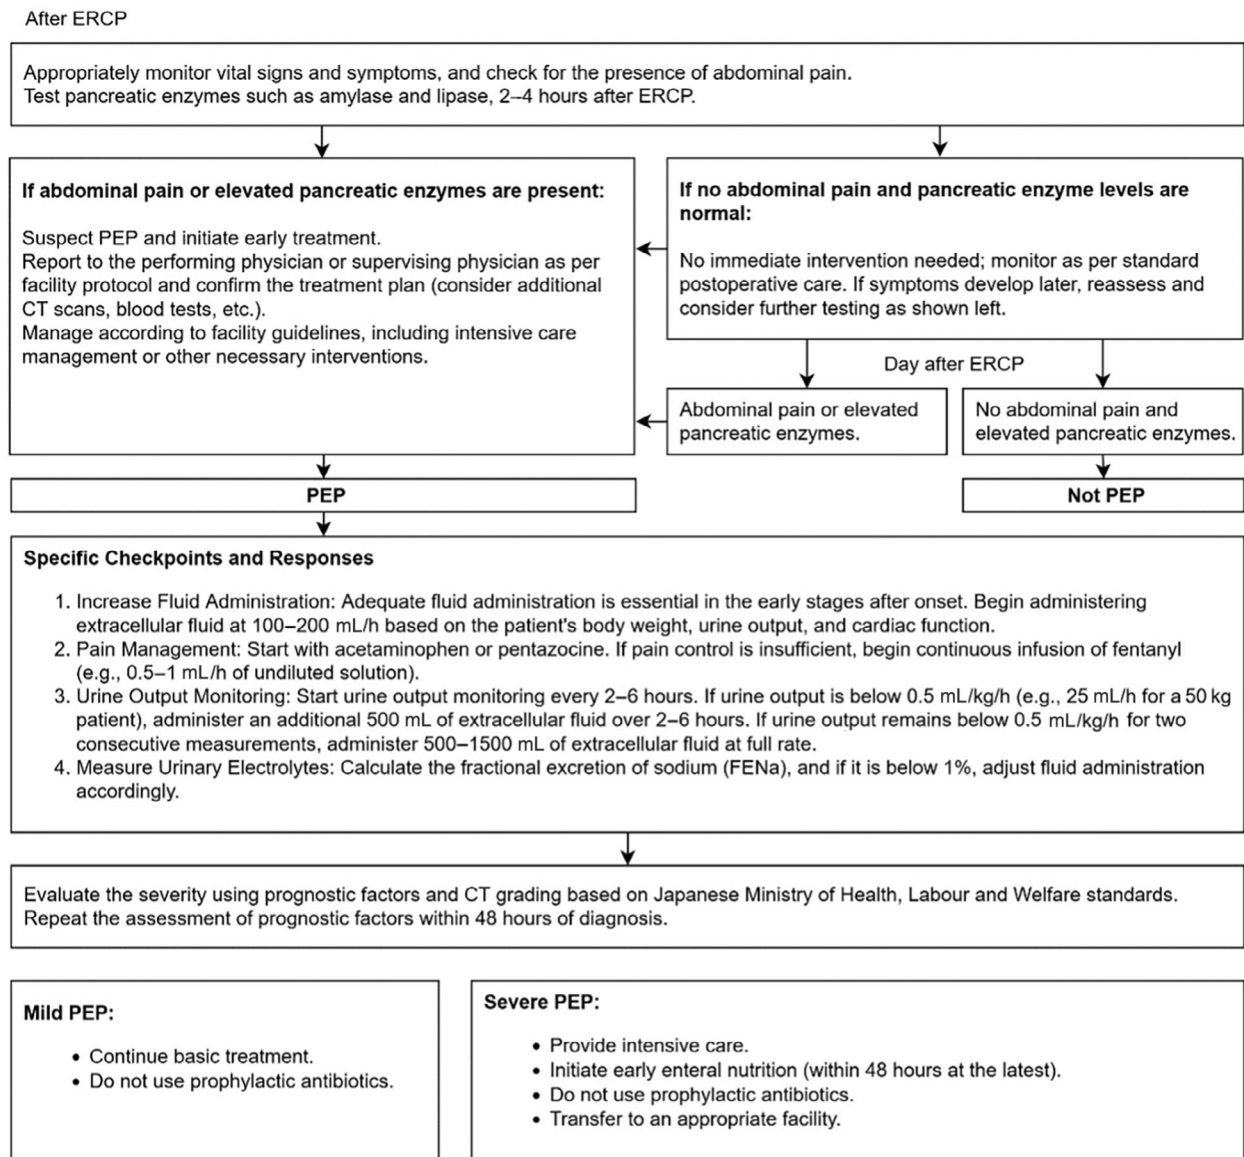 After ERCP
Appropriately monitor vital signs and symptoms, and check for the presence of abdominal pain.
Test pancreatic enzymes such as amylase and lipase, 2–4 hours after ERCP.
If abdominal pain or elevated pancreatic enzymes are present:
Suspect PEP and initiate early treatment.
Report to the performing physician or supervising physician as per
facility protocol and confirm the treatment plan (consider additional
CT scans, blood tests, etc.).
Manage according to facility guidelines, including intensive care
management or other necessary interventions.
If no abdominal pain and pancreatic enzyme levels are
normal:
No immediate intervention needed; monitor as per standard
postoperative care. If symptoms develop later, reassess and
consider further testing as shown left.
Day after ERCP
Abdominal pain or elevated
pancreatic enzymes.
No abdominal pain and
elevated pancreatic enzymes.
PEP
Not PEP
Specific Checkpoints and Responses
1. Increase Fluid Administration: Adequate fluid administration is essential in the early stages after onset. Begin administering
extracellular fluid at 100–200 mL/h based on the patient's body weight, urine output, and cardiac function.
2. Pain Management: Start with acetaminophen or pentazocine. If pain control is insufficient, begin continuous infusion of fentanyl
(e.g., 0.5–1 mL/h of undiluted solution).
3. Urine Output Monitoring: Start urine output monitoring every 2–6 hours. If urine output is below 0.5 mL/kg/h (e.g., 25 mL/h for a 50 kg
patient), administer an additional 500 mL of extracellular fluid over 2–6 hours. If urine output remains below 0.5 mL/kg/h for two
consecutive measurements, administer 500–1500 mL of extracellular fluid at full rate.
4. Measure Urinary Electrolytes: Calculate the fractional excretion of sodium (FENa), and if it is below 1%, adjust fluid administration
accordingly.
Evaluate the severity using prognostic factors and CT grading based on Japanese Ministry of Health, Labour and Welfare standards.
Repeat the assessment of prognostic factors within 48 hours of diagnosis.
Mild PEP:
• Continue basic treatment.
• Do not use prophylactic antibiotics.
Severe PEP:
• Provide intensive care.
• Initiate early enteral nutrition (within 48 hours at the latest).
• Do not use prophylactic antibiotics.
• Transfer to an appropriate facility.